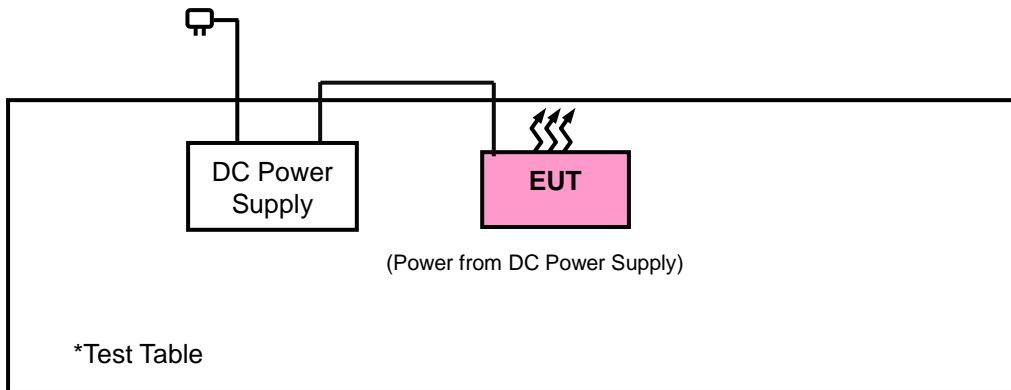 DC Power
Supply
EUT
(Power from DC Power Supply)
*Test Table